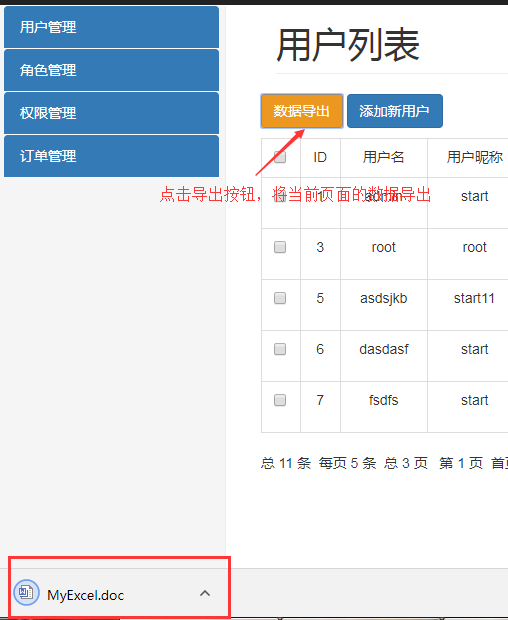 用户管理
角色管理
权限管理
订单管理
用户列表
数据导出 添加新用户
ID 用户名 用户昵称
点击导出按钮，将当前页面的数据导出
1 admin start
3 root root
5 asdsjkb start11
6 dasdasf start
7 fsdfs start
总 11 条 每页 5 条 总 3 页 第 1 页 首页
MyExcel.doc